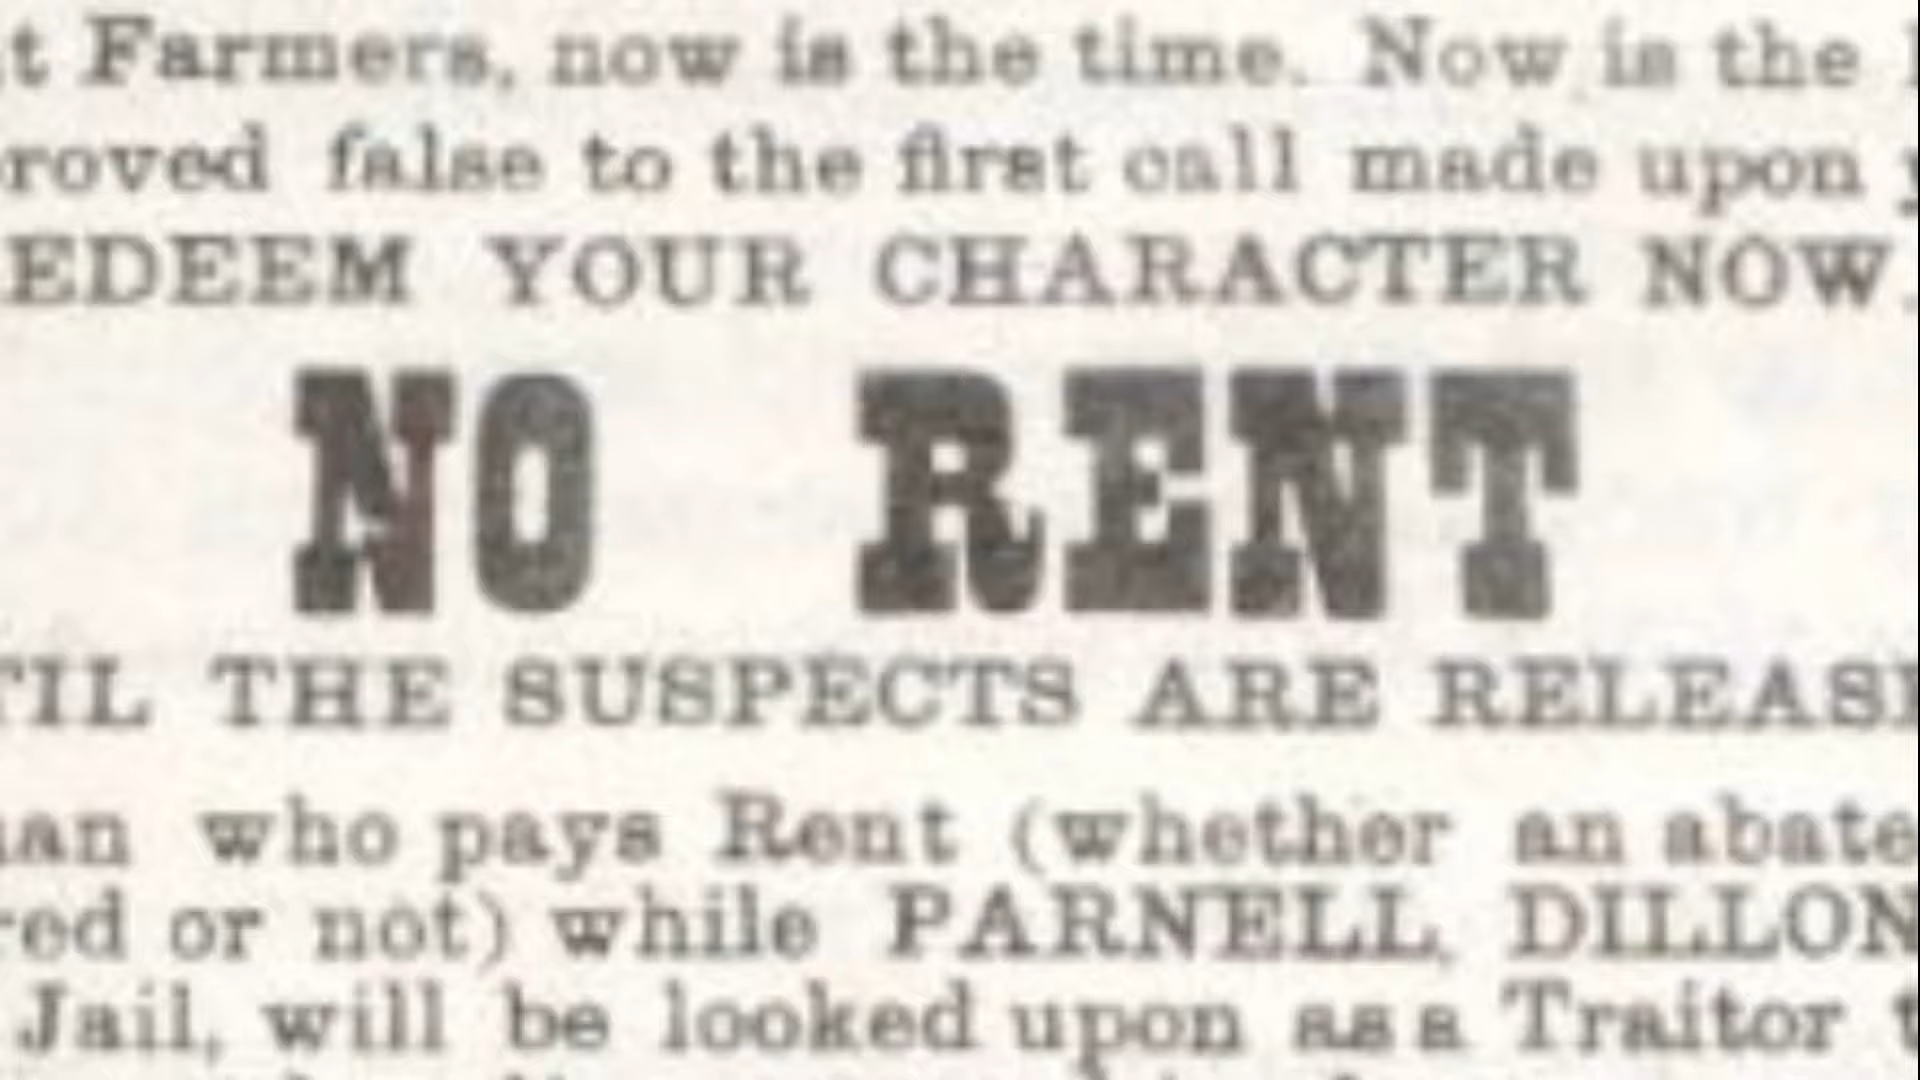 t Farmers, now is the time. Now is the
roved false to the first call made upon y
EDEEM YOUR CHARACTER NOW.
NO RENT
TIL THE SUSPECTS ARE RELEASE
an who pays Rent (whether an abate
red or not) while PARNELL, DILLON
Jail, will be looked upon as a Traitor t